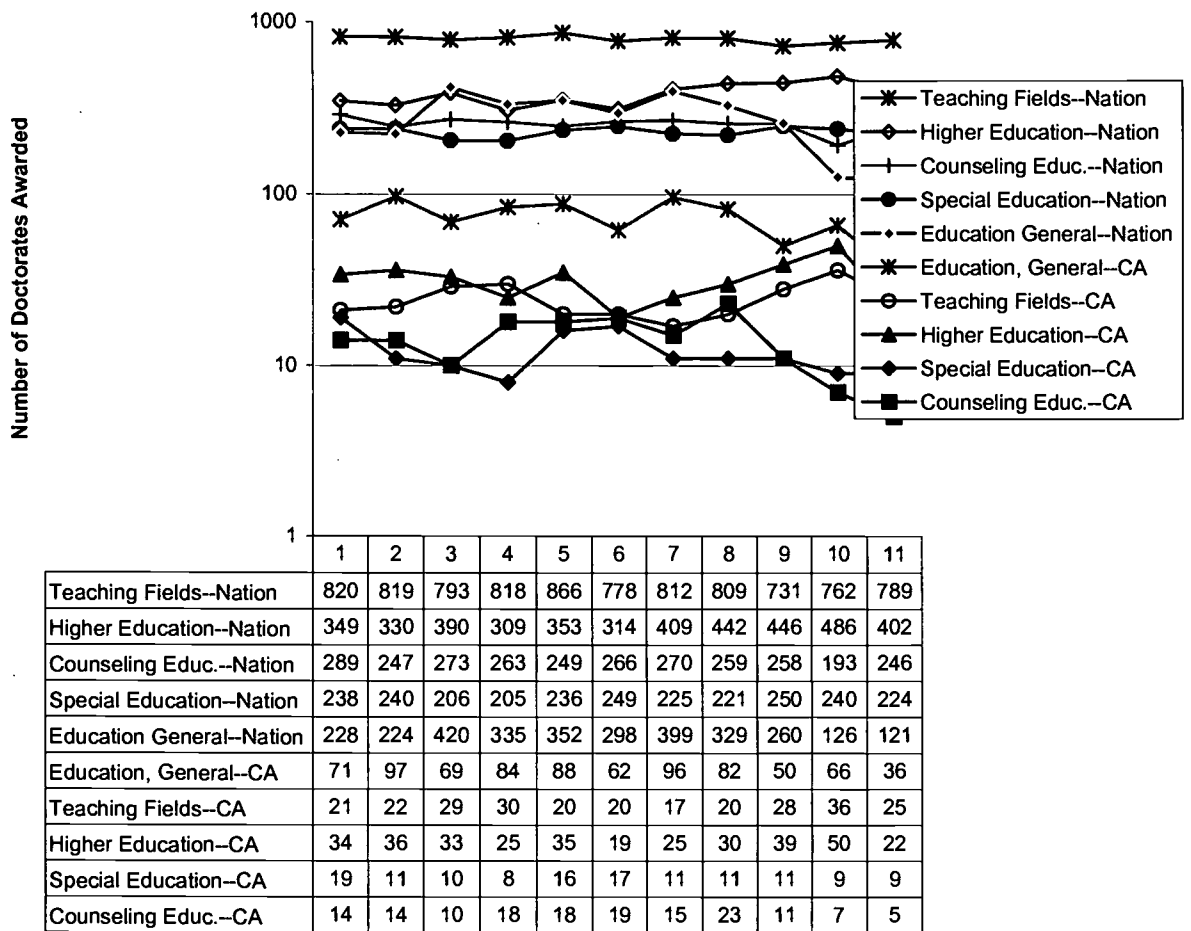 Number of Doctorates Awarded
1000
100
10
1
Teaching Fields--Nation
Higher Education--Nation
Counseling Educ.--Nation
Special Education--Nation
Education General--Nation
Education, General--CA
Teaching Fields--CA
Higher Education--CA
Special Education--CA
Counseling Educ.--CA
1 2 3 4 5 6 7 8 9 10 11
Teaching Fields--Nation 820 819 793 818 866 778 812 809 731 762 789
Higher Education--Nation 349 330 390 309 353 314 409 442 446 486 402
Counseling Educ.--Nation 289 247 273 263 249 266 270 259 258 193 246
Special Education--Nation 238 240 206 205 236 249 225 221 250 240 224
Education General--Nation 228 224 420 335 352 298 399 329 260 126 121
Education, General--CA 71 97 69 84 88 62 96 82 50 66 36
Teaching Fields--CA 21 22 29 30 20 20 17 20 28 36 25
Higher Education--CA 34 36 33 25 35 19 25 30 39 50 22
Special Education--CA 19 11 10 8 16 17 11 11 11 9 9
Counseling Educ.--CA 14 14 10 18 18 19 15 23 11 7 5